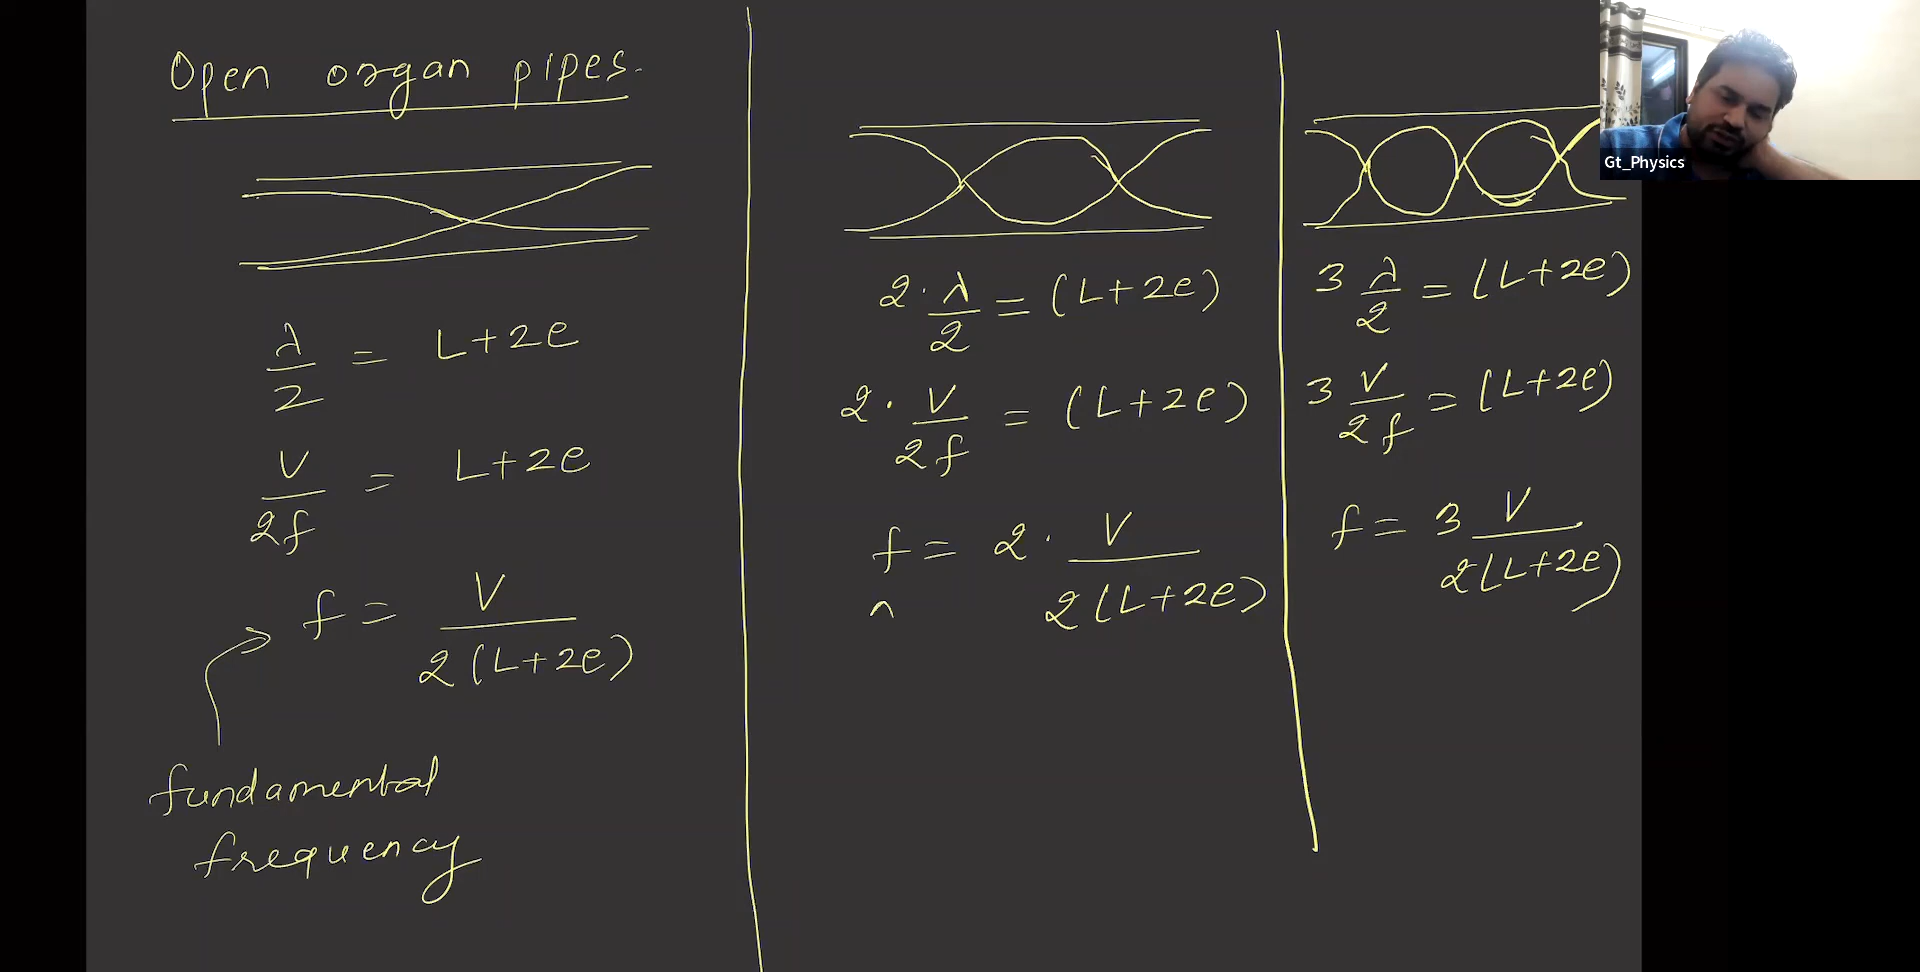 Open organ pipes.
λ/2 = L+2e
V/2f = L+2e
f = V/2(L+2e)
fundamental
frequency
2·λ/2 = (L+2e)
2·V/2f = (L+2e)
f = 2·V/2(L+2e)
3 λ/2 = (L+2e)
3 V/2f = (L+2e)
f = 3 V/2(L+2e)
Gt_Physics